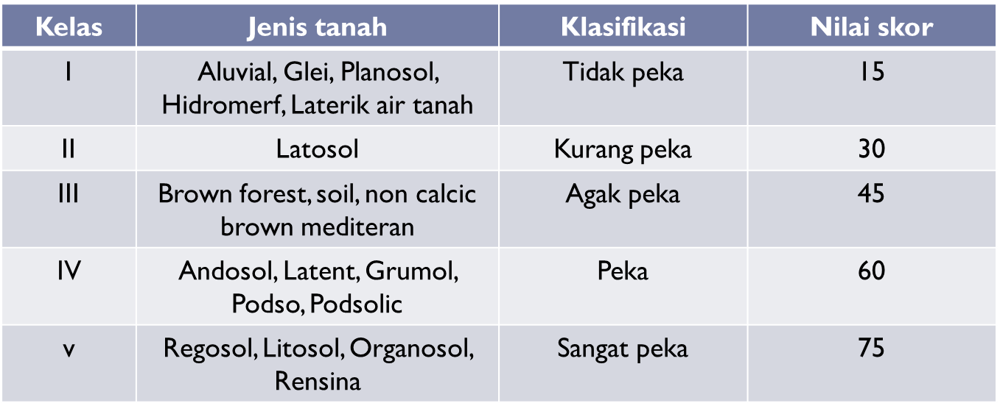 Kelas Jenis tanah Klasifikasi Nilai skor
I Aluvial, Glei, Planosol, Tidak peka 15
Hidromerf, Laterik air tanah
II Latosol Kurang peka 30
III Brown forest, soil, non calcic Agak peka 45
brown mediteran
IV Andosol, Latent, Grumol, Peka 60
Podso, Podsolic
v Regosol, Litosol, Organosol, Sangat peka 75
Rensina